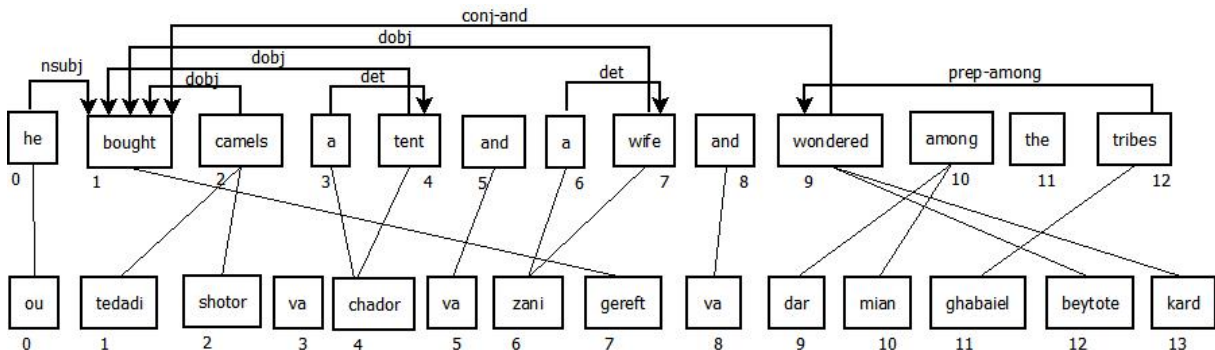 conj-and
dobj
dobj
nsubj dobj det det prep-among
he bought camels a tent and a wife and wondered among the tribes
0 1 2 3 4 5 6 7 8 9 10 11 12
ou tedadi shotor va chador va zani gereft va dar mian ghabaiel beytote kard
0 1 2 3 4 5 6 7 8 9 10 11 12 13